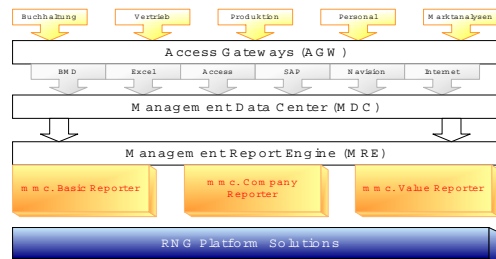 Buchhaltung Vertrieb Produktion Personal Marktanalysen
Access Gateways (AGW)
BMD Excel Access SAP Navision Internet
Management Data Center (MDC)
Management Report Engine (MRE)
mmc.Basic Reporter mmc.Company Reporter mmc.Value Reporter
RNG Platform Solutions